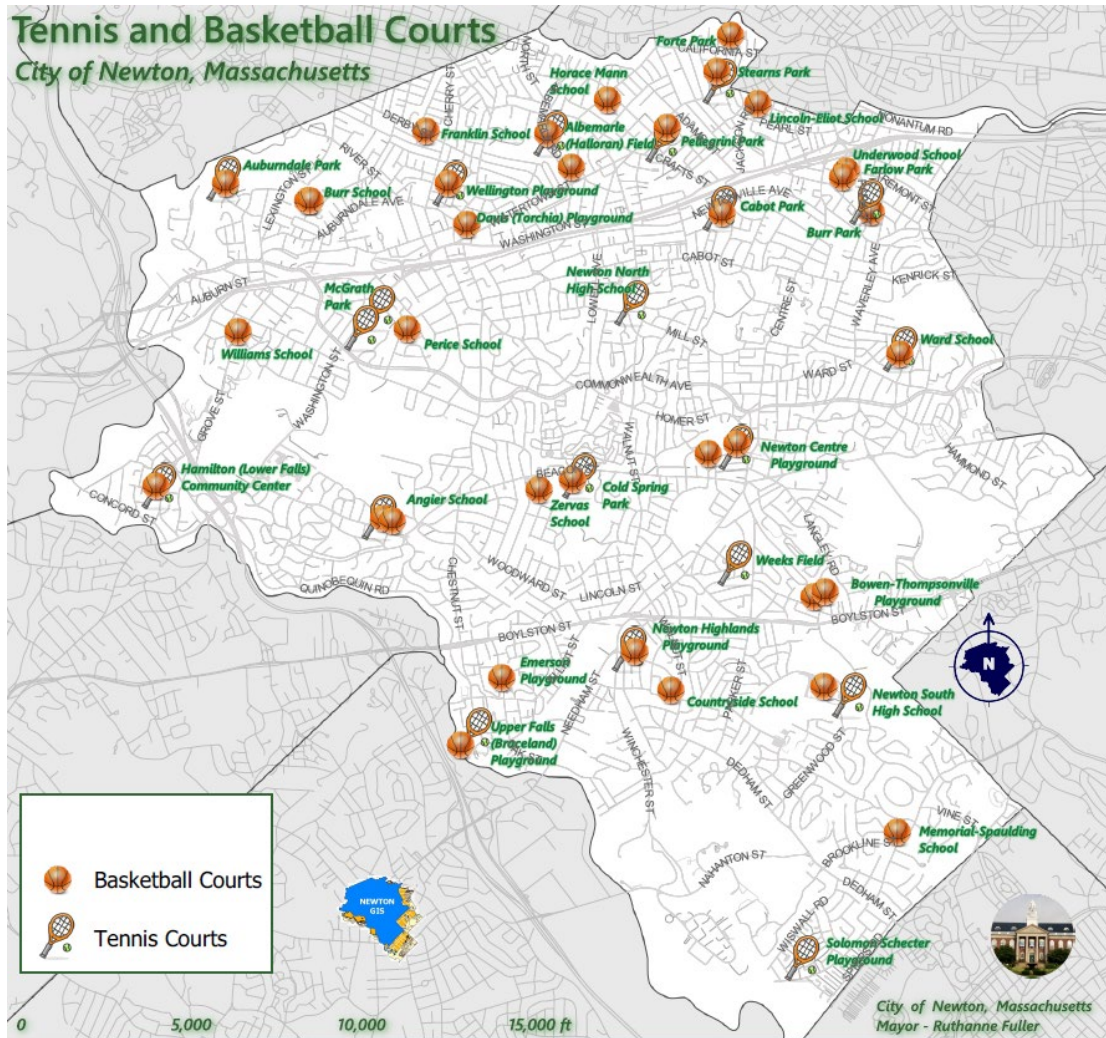 Tennis and Basketball Courts
City of Newton, Massachusetts
Forte Park
CALIFORNIA ST
Stearns Park
Horace Mann
School
CHERRY ST
NORTH ST
Lincoln-Eliot School
NONANTUM RD
PEARL ST
DERBY
Franklin School
Albemarle
(Halloran) Field
ADAMS
Pellegrini Park
JACKSON RD
CRAFTS ST
Underwood School
Farlow Park
TREMONT ST
Auburndale Park
RIVER ST
LEXINGTON ST
Burr School
AUBURNDALE AVE
Wellington Playground
WATERTOWN ST
Davis (Torchia) Playground
WASHINGTON ST
NEWTONVILLE AVE
Cabot Park
Burr Park
CABOT ST
WAVERLEY AVE
KENRICK ST
AUBURN ST
McGrath
Park
Newton North
High School
LOWELL AVE
CENTRE ST
MILL ST
Williams School
Perice School
Ward School
WARD ST
WASHINGTON ST
GROVE ST
COMMONWEALTH AVE
HOMER ST
WALNUT ST
Newton Centre
Playground
HAMMOND ST
Hamilton (Lower Falls)
Community Center
CONCORD ST
Angier School
BEACON
Zervas
School
Cold Spring
Park
LANGLEY RD
Weeks Field
QUINOBEQUIN RD
CHESTNUT ST
WOODWARD ST
LINCOLN ST
Bowen-Thompsonville
Playground
BOYLSTON ST
BOYLSTON ST
Newton Highlands
Playground
N
Emerson
Playground
NEEDHAM ST
Countryside School
PARKER ST
Newton South
High School
Upper Falls
(Braceland)
Playground
WINCHESTER ST
DEDHAM ST
GREENWOOD ST
VINE ST
Memorial-Spaulding
School
BROOKLINE ST
NAHANTON ST
DEDHAM ST
WISWALL RD
Solomon Schecter
Playground
Basketball Courts
Tennis Courts
NEWTON
GIS
0 5,000 10,000 15,000 ft
City of Newton, Massachusetts
Mayor - Ruthanne Fuller